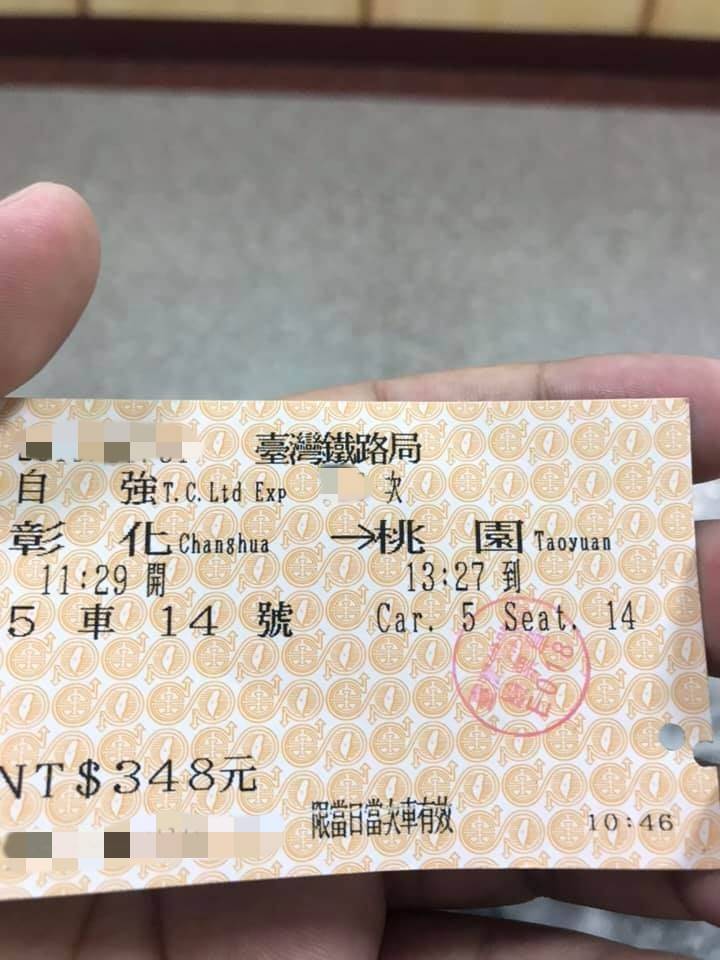 臺灣鐵路局
自強 T.C.Ltd Exp 次
彰化 Changhua →桃園 Taoyuan
11:29 開 13:27 到
5 車 14 號 Car. 5 Seat. 14
E018
NT$348元
限當日當次車有效 10:46